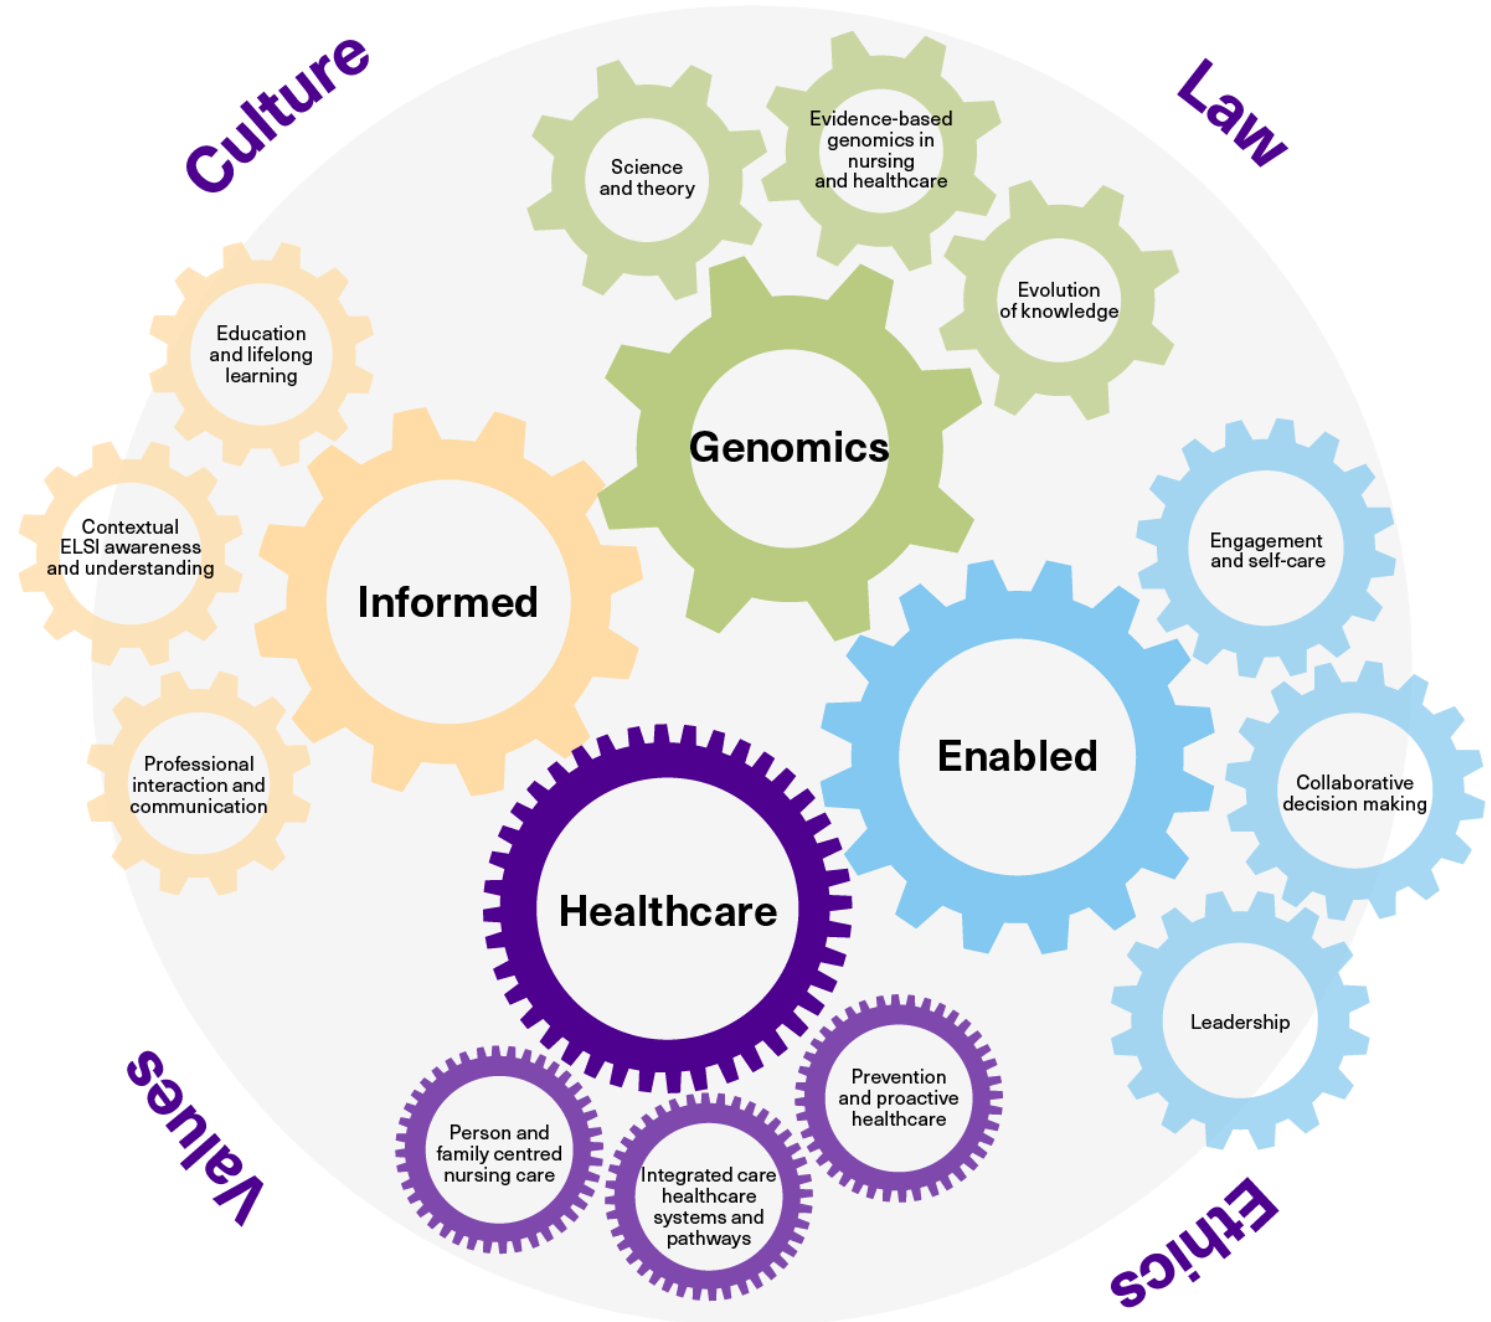 Culture
Law
Science
and theory
Evidence-based
genomics in
nursing
and healthcare
Evolution
of knowledge
Genomics
Education
and lifelong
learning
Contextual
ELSI awareness
and understanding
Professional
interaction and
communication
Informed
Engagement
and self-care
Collaborative
decision making
Leadership
Enabled
Healthcare
Person and
family centred
nursing care
Integrated care
healthcare
systems and
pathways
Prevention
and proactive
healthcare
Values
Ethics